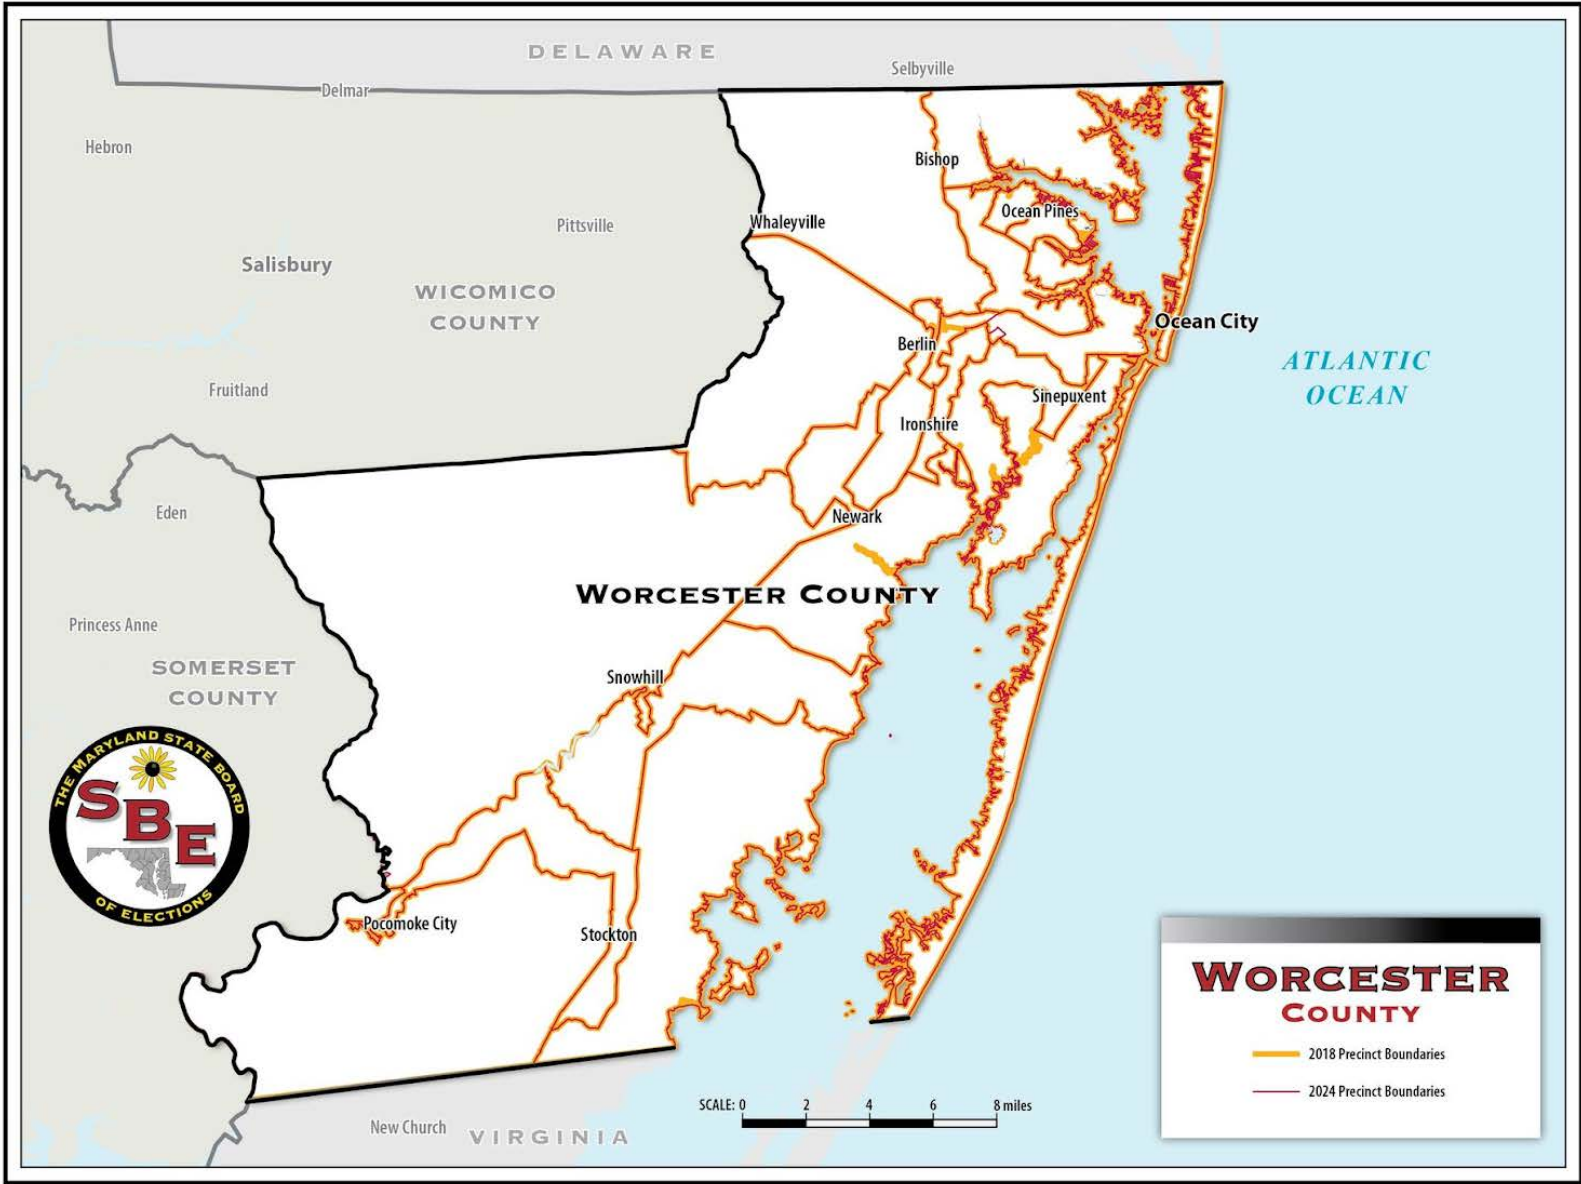 DELAWARE
Selbyville
Delmar
Hebron
Bishop
Ocean Pines
Whaleyville
Pittsville
Salisbury
WICOMICO
COUNTY
Ocean City
Berlin
ATLANTIC
OCEAN
Fruitland
Sinepuxent
Ironshire
Eden
Newark
WORCESTER COUNTY
Princess Anne
SOMERSET
COUNTY
Snowhill
THE MARYLAND STATE BOARD
SBE
OF ELECTIONS
Pocomoke City
Stockton
WORCESTER
COUNTY
2018 Precinct Boundaries
2024 Precinct Boundaries
SCALE: 0 2 4 6 8 miles
New Church
VIRGINIA